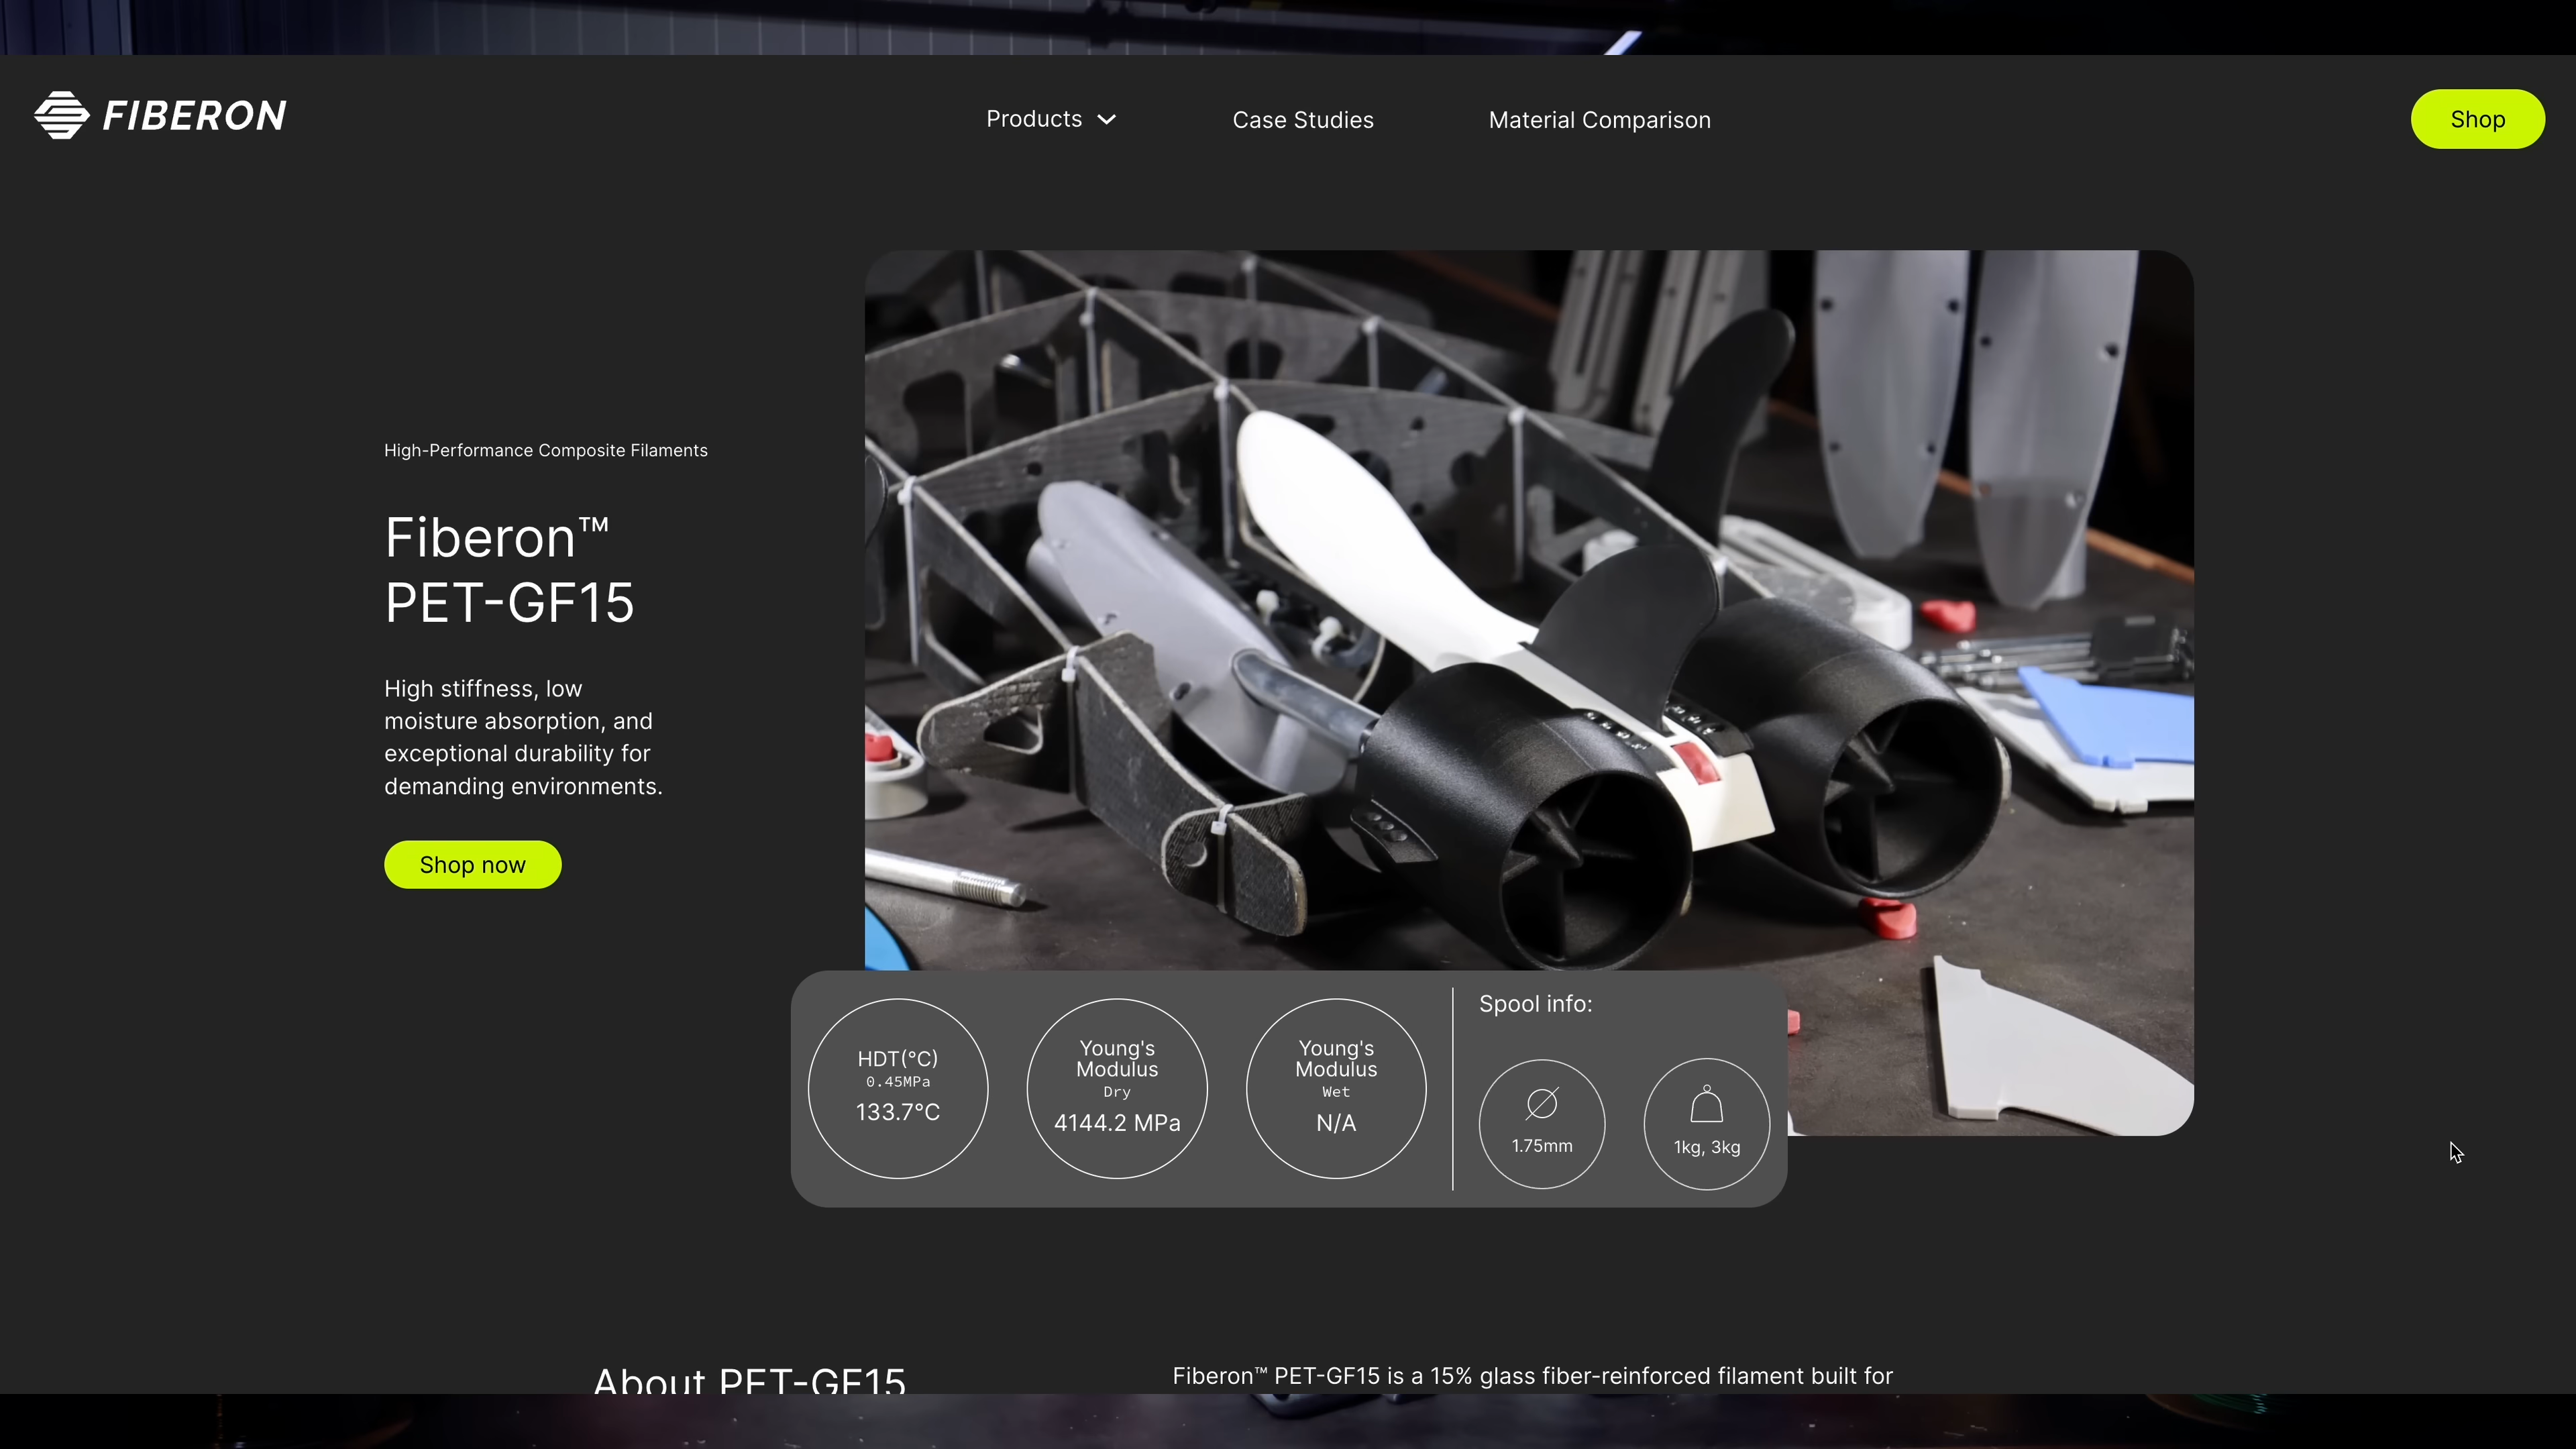 FIBERON
Products
Case Studies
Material Comparison
Shop
High-Performance Composite Filaments
Fiberon™
PET-GF15
High stiffness, low
moisture absorption, and
exceptional durability for
demanding environments.
Shop now
HDT(°C)
0.45MPa
133.7°C
Young's
Modulus
Dry
4144.2 MPa
Young's
Modulus
Wet
N/A
Spool info:
1.75mm
1kg, 3kg
About PET-GF15
Fiberon™ PET-GF15 is a 15% glass fiber-reinforced filament built for